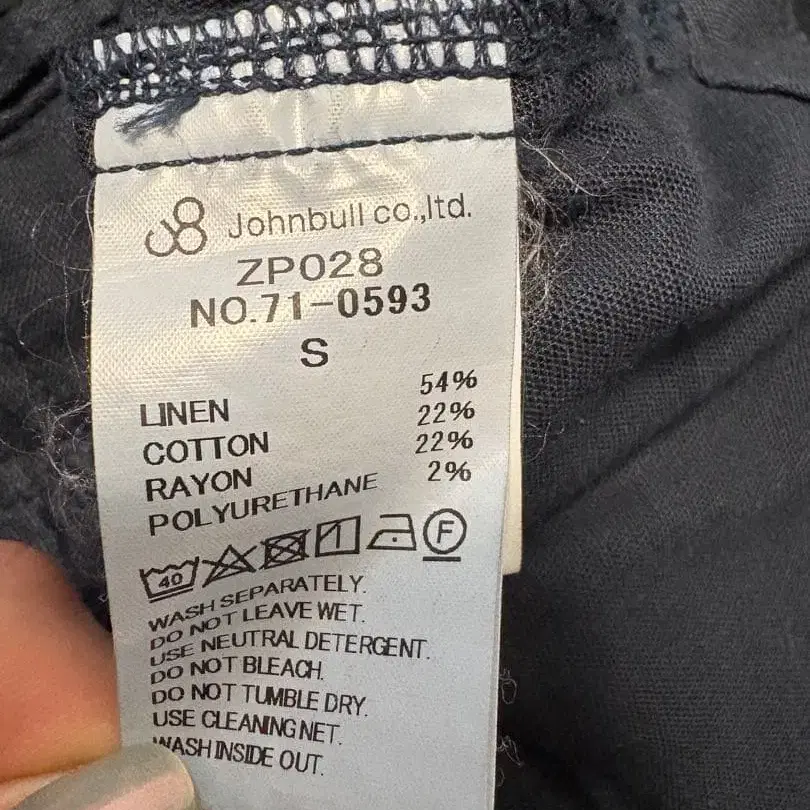 Johnbull co.,ltd.
ZP028
NO.71-0593
S
LINEN 54%
COTTON 22%
RAYON 22%
POLYURETHANE 2%
40 F
WASH SEPARATELY.
DO NOT LEAVE WET.
USE NEUTRAL DETERGENT.
DO NOT BLEACH.
DO NOT TUMBLE DRY.
USE CLEANING NET.
WASH INSIDE OUT.